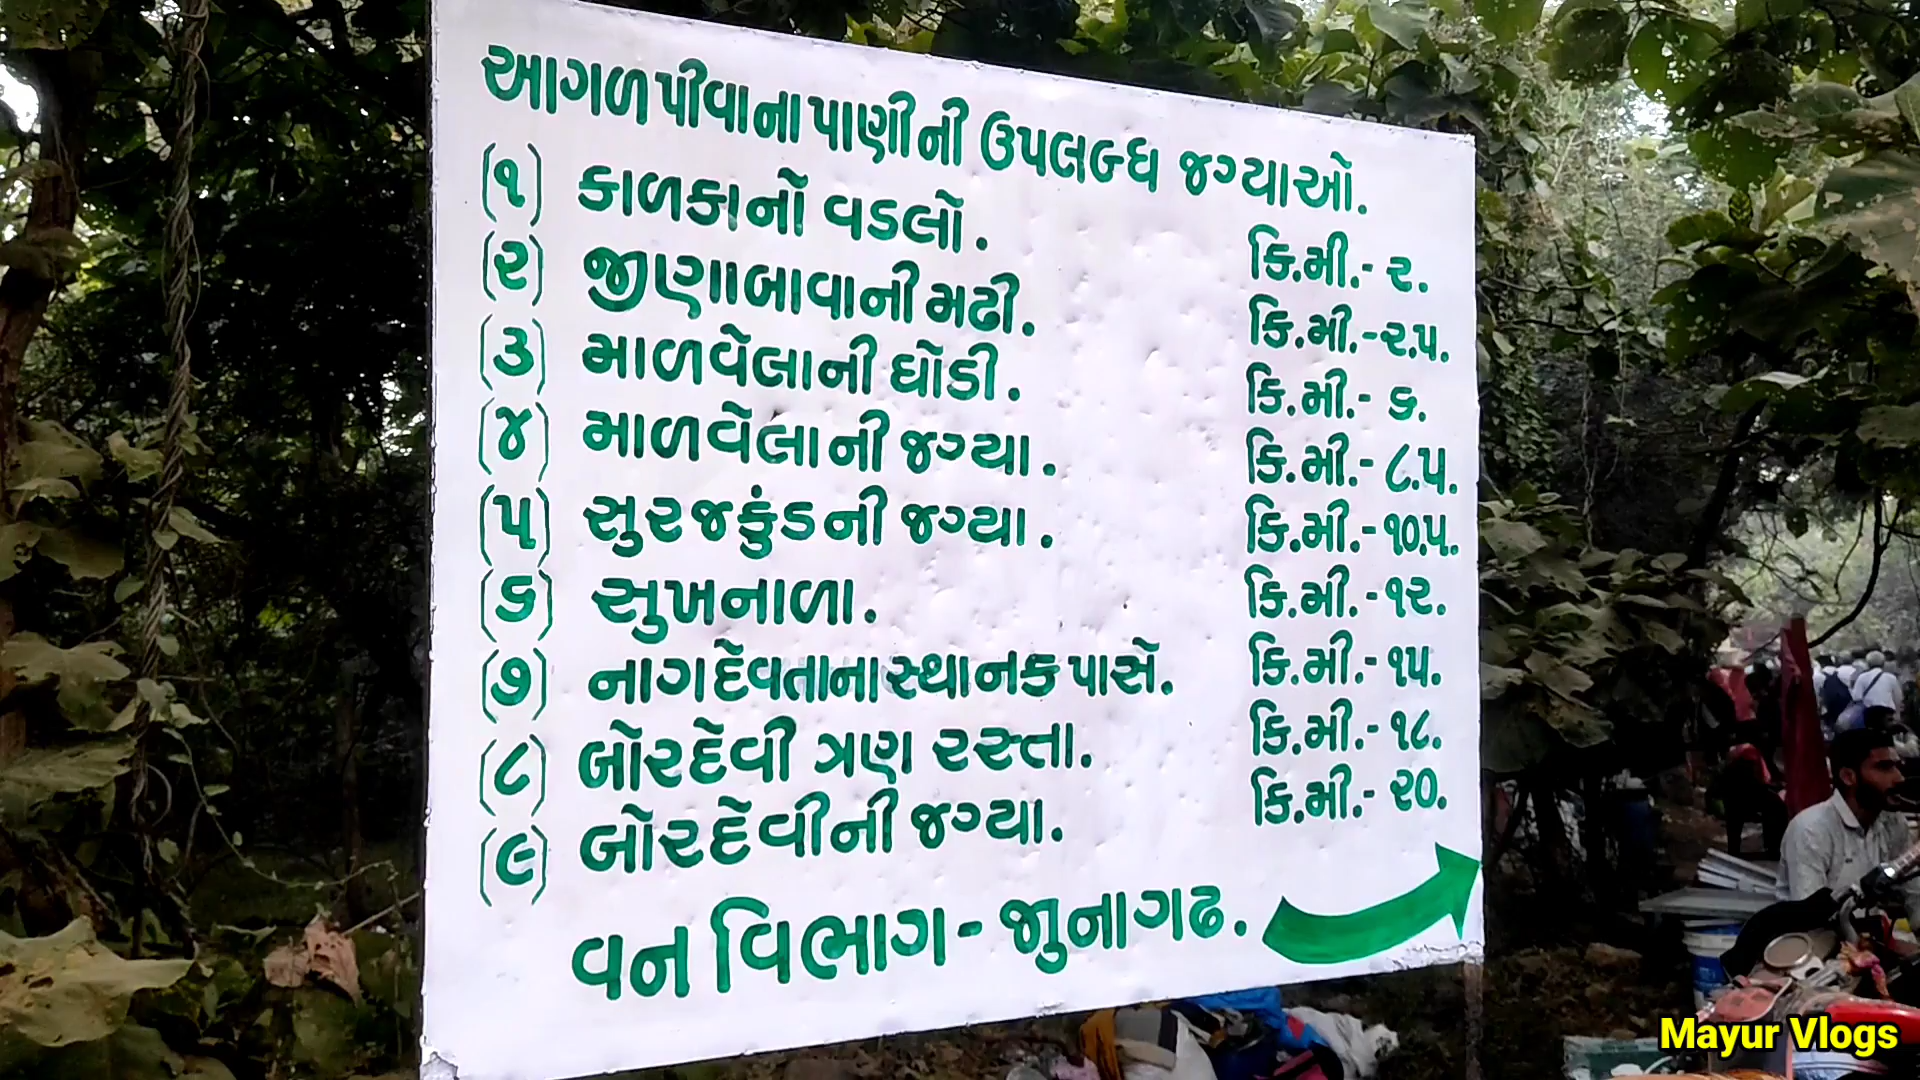 આગળ પીવાના પાણીની ઉપલબ્ધ જગ્યાઓ.
(૧) કાળકાનો વડલો. કિ.મી.- ૨.
(૨) જીણાબાવાની મઢી. કિ.મી.-૨.૫.
(૩) માળવેલાની ઘોડી. કિ.મી.- ૬.
(૪) માળવેલાની જગ્યા. કિ.મી.- ૮.૫.
(૫) સુરજકુંડની જગ્યા. કિ.મી.-૧૦.૫.
(૬) સુખનાળા. કિ.મી.-૧૨.
(૭) નાગદેવતાના સ્થાનક પાસે. કિ.મી.-૧૫.
(૮) બોરદેવી ત્રણ રસ્તા. કિ.મી.-૧૮.
(૯) બોરદેવીની જગ્યા. કિ.મી.- ૨૦.
વન વિભાગ - જુનાગઢ.
Mayur Vlogs